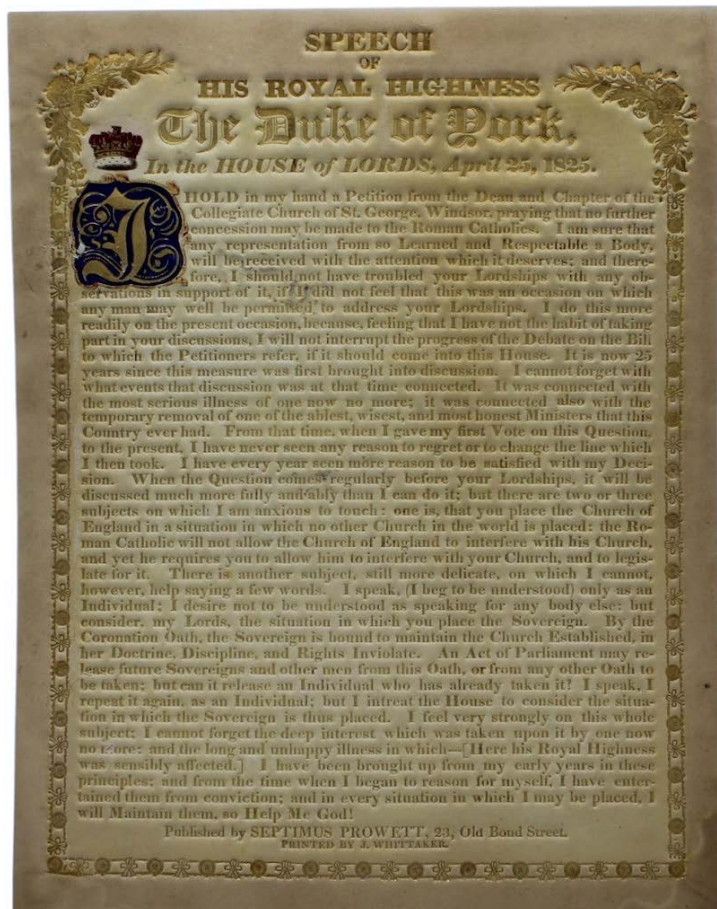 SPEECH
OF
HIS ROYAL HIGHNESS
The Duke of York,
In the HOUSE of LORDS, April 25, 1825.
I HOLD in my hand a Petition from the Dean and Chapter of the
Collegiate Church of St. George, Windsor, praying that no further
concession may be made to the Roman Catholics. I am sure that
any representation from so Learned and Respectable a Body,
will be received with the attention which it deserves; and there-
fore, I should not have troubled your Lordships with any ob-
servations in support of it, if I did not feel that this was an occasion on which
any man may well be permitted to address your Lordships. I do this more
readily on the present occasion, because, feeling that I have not the habit of taking
part in your discussions, I will not interrupt the progress of the Debate on the Bill
to which the Petitioners refer, if it should come into this House. It is now 25
years since this measure was first brought into discussion. I cannot forget with
what events that discussion was at that time connected. It was connected with
the most serious illness of one now no more; it was connected also with the
temporary removal of one of the ablest, wisest, and most honest Ministers that this
Country ever had. From that time, when I gave my first Vote on this Question,
to the present, I have never seen any reason to regret or to change the line which
I then took. I have every year seen more reason to be satisfied with my Deci-
sion. When the Question comes regularly before your Lordships, it will be
discussed much more fully and ably than I can do it; but there are two or three
subjects on which I am anxious to touch: one is, that you place the Church of
England in a situation in which no other Church in the world is placed: the Ro-
man Catholic will not allow the Church of England to interfere with his Church,
and yet he requires you to allow him to interfere with your Church, and to legis-
late for it. There is another subject, still more delicate, on which I cannot,
however, help saying a few words. I speak, (I beg to be understood) only as an
Individual; I desire not to be understood as speaking for any body else: but
consider, my Lords, the situation in which you place the Sovereign. By the
Coronation Oath, the Sovereign is bound to maintain the Church Established, in
her Doctrine, Discipline, and Rights Inviolate. An Act of Parliament may re-
lease future Sovereigns and other men from this Oath, or from any other Oath to
be taken; but can it release an Individual who has already taken it? I speak, I
repeat it again, as an Individual; but I intreat the House to consider the situa-
tion in which the Sovereign is thus placed. I feel very strongly on this whole
subject; I cannot forget the deep interest which was taken upon it by one now
no more: and the long and unhappy illness in which—[Here his Royal Highness
was sensibly affected.] I have been brought up from my early years in these
principles; and from the time when I began to reason for myself, I have enter-
tained them from conviction; and in every situation in which I may be placed, I
will Maintain them, so Help Me God!
Published by SEPTIMUS PROWETT, 23, Old Bond Street.
PRINTED BY J. WHITTAKER.